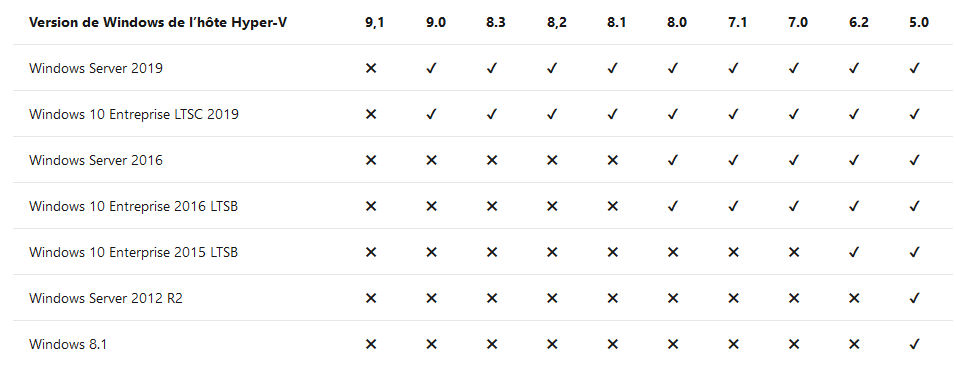 Version de Windows de l’hôte Hyper-V 9,1 9.0 8.3 8,2 8.1 8.0 7.1 7.0 6.2 5.0
Windows Server 2019 ✕ ✓ ✓ ✓ ✓ ✓ ✓ ✓ ✓ ✓
Windows 10 Entreprise LTSC 2019 ✕ ✓ ✓ ✓ ✓ ✓ ✓ ✓ ✓ ✓
Windows Server 2016 ✕ ✕ ✕ ✕ ✕ ✓ ✓ ✓ ✓ ✓
Windows 10 Entreprise 2016 LTSB ✕ ✕ ✕ ✕ ✕ ✓ ✓ ✓ ✓ ✓
Windows 10 Enterprise 2015 LTSB ✕ ✕ ✕ ✕ ✕ ✕ ✕ ✕ ✓ ✓
Windows Server 2012 R2 ✕ ✕ ✕ ✕ ✕ ✕ ✕ ✕ ✕ ✓
Windows 8.1 ✕ ✕ ✕ ✕ ✕ ✕ ✕ ✕ ✕ ✓